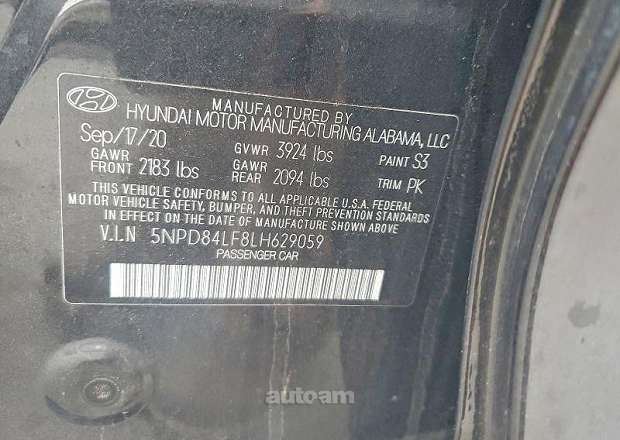 MANUFACTURED BY
HYUNDAI MOTOR MANUFACTURING ALABAMA, LLC
Sep/17/20 GVWR 3924 lbs PAINT S3
GAWR FRONT 2183 lbs GAWR REAR 2094 lbs TRIM PK
THIS VEHICLE CONFORMS TO ALL APPLICABLE U.S.A. FEDERAL
MOTOR VEHICLE SAFETY, BUMPER, AND THEFT PREVENTION STANDARDS
IN EFFECT ON THE DATE OF MANUFACTURE SHOWN ABOVE
V.I.N 5NPD84LF8LH629059
PASSENGER CAR
autoam